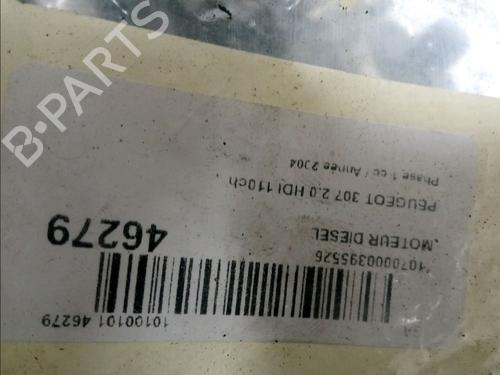 B-PARTS
10100101 46279
*1070000395526
MOTEUR DIESEL
46279
PEUGEOT 307 2.0 HDI 110ch
Phase 1 cc / Année 2004